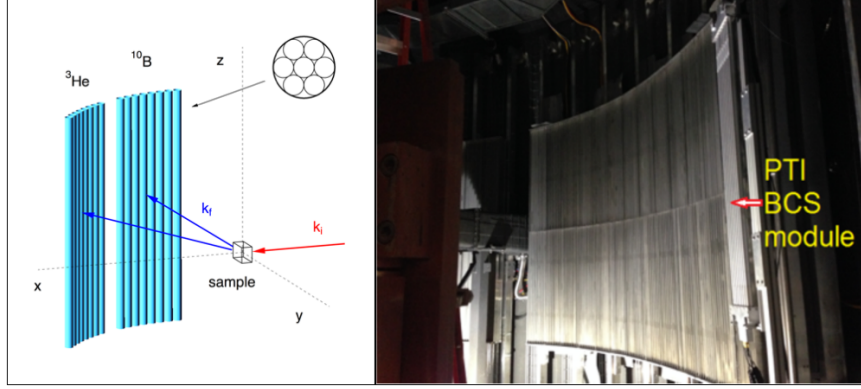 ³He
¹⁰B
z
k_f
k_i
sample
x
y
PTI
BCS
module